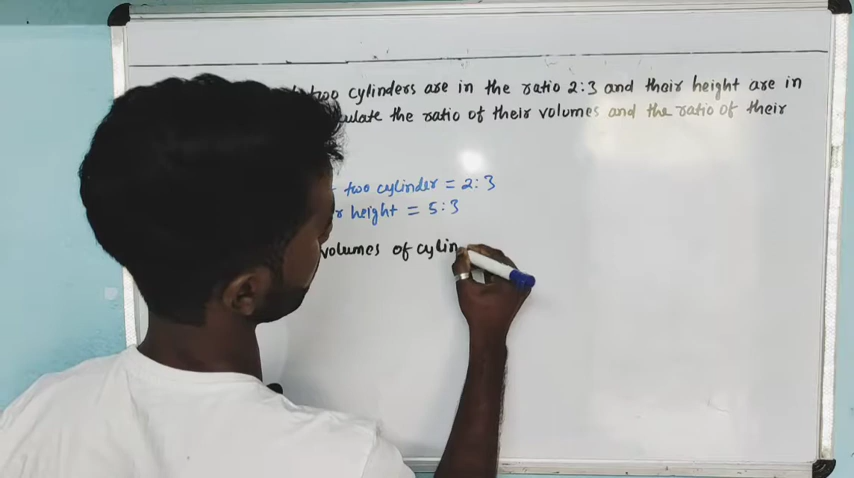 two cylinders are in the ratio 2:3 and their height are in
the ratio of their volumes and the ratio of their
two cylinder = 2:3
height = 5:3
volumes of cylin